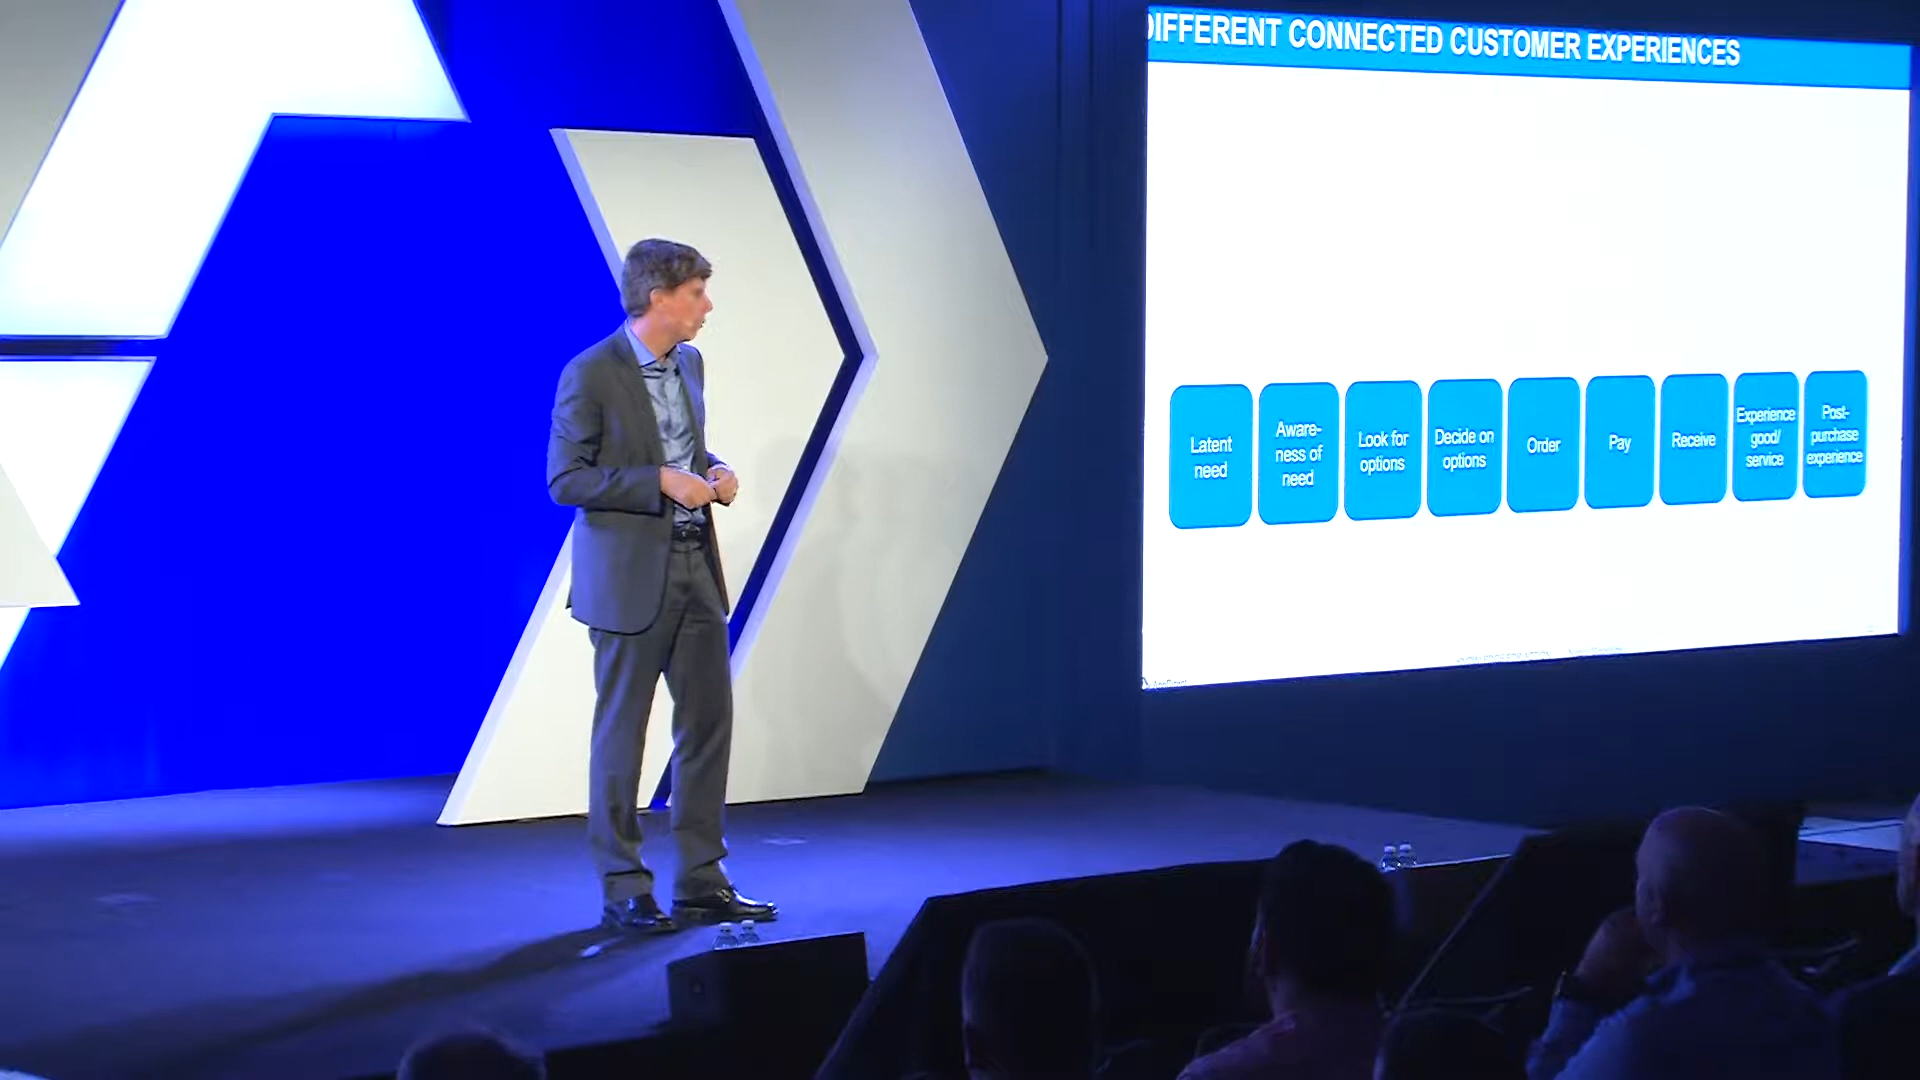 DIFFERENT CONNECTED CUSTOMER EXPERIENCES
Latent
need
Aware-
ness of
need
Look for
options
Decide on
options
Order
Pay
Receive
Experience
good/
service
Post-
purchase
experience